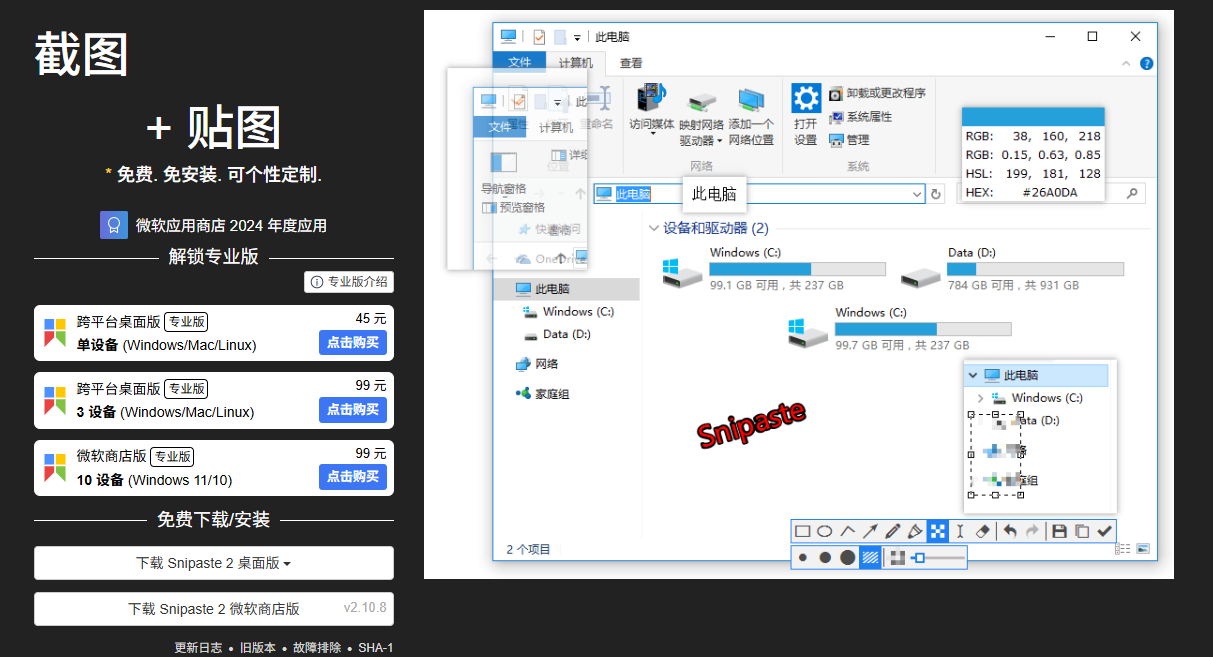 截图
+ 贴图
* 免费. 免安装. 可个性定制.
微软应用商店 2024 年度应用
解锁专业版
专业版介绍
跨平台桌面版 专业版 45 元
单设备 (Windows/Mac/Linux) 点击购买
跨平台桌面版 专业版 99 元
3 设备 (Windows/Mac/Linux) 点击购买
微软商店版 专业版 99 元
10 设备 (Windows 11/10) 点击购买
免费下载/安装
下载 Snipaste 2 桌面版
下载 Snipaste 2 微软商店版 v2.10.8
更新日志 • 旧版本 • 故障排除 • SHA-1
此电脑
文件 计算机 查看
此
文件 计算机
导航窗格
预览窗格
详细
重命名
访问媒体
映射网络
驱动器
添加一个
网络位置
网络
打开
设置
卸载或更改程序
系统属性
管理
系统
RGB: 38, 160, 218
RGB: 0.15, 0.63, 0.85
HSL: 199, 181, 128
HEX: #26A0DA
此电脑
此电脑
OneDrive
此电脑
Windows (C:)
Data (D:)
网络
家庭组
设备和驱动器 (2)
Windows (C:)
99.1 GB 可用，共 237 GB
Data (D:)
784 GB 可用，共 931 GB
Windows (C:)
99.7 GB 可用，共 237 GB
Snipaste
此电脑
Windows (C:)
ata (D:)
庭组
2 个项目